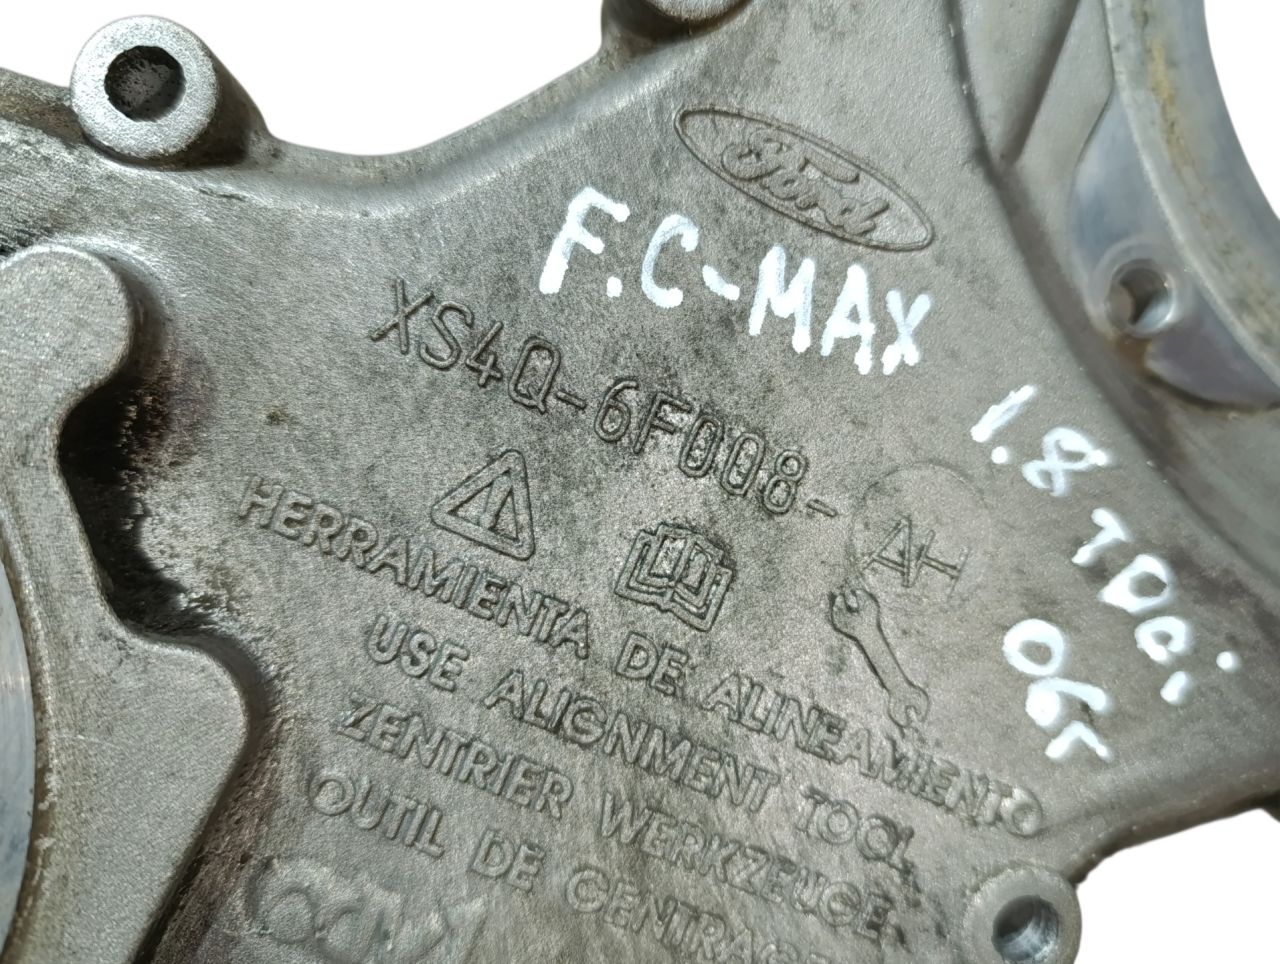 Ford
F.C-MAX
XS4Q-6F008-AH
1.8 TDCi
06r
HERRAMIENTA DE ALINEAMIENTO
USE ALIGNMENT TOOL
ZENTRIER WERKZEUGE
OUTIL DE CENTRAGE